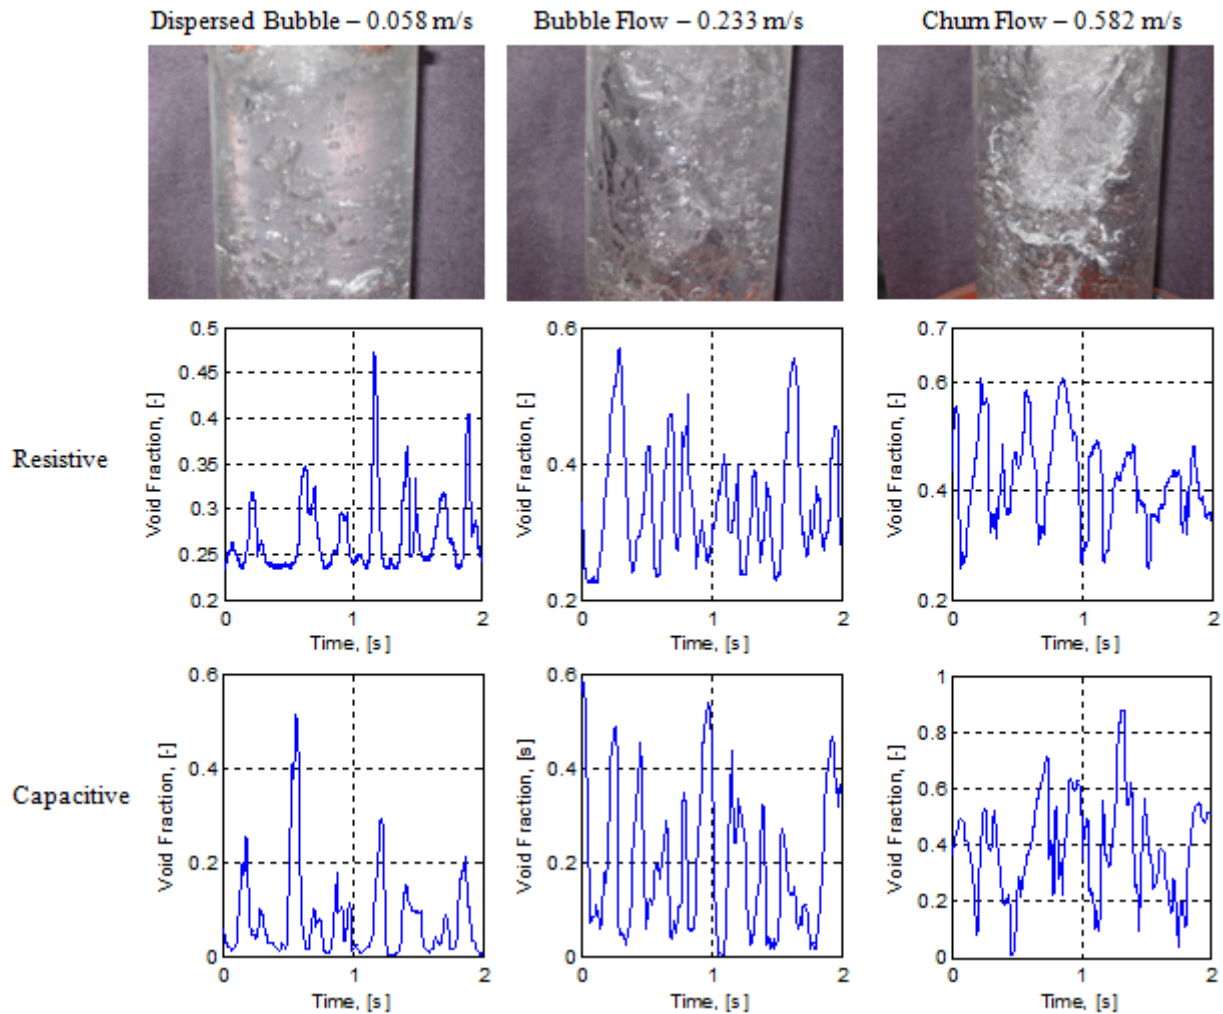 Dispersed Bubble – 0.058 m/s
Bubble Flow – 0.233 m/s
Churn Flow – 0.582 m/s
Resistive
Void Fraction, [-]
0.5
0.45
0.4
0.35
0.3
0.25
0.2
0
1
2
Time, [s]
Void Fraction, [-]
0.6
0.4
0.2
0
1
2
Time, [s]
Void Fraction, [-]
0.7
0.6
0.4
0.2
0
1
2
Time, [s]
Capacitive
Void Fraction, [-]
0.6
0.4
0.2
0
0
1
2
Time, [s]
Void Fraction, [s]
0.6
0.4
0.2
0
0
1
2
Time, [s]
Void Fraction, [-]
1
0.8
0.6
0.4
0.2
0
0
1
2
Time, [s]